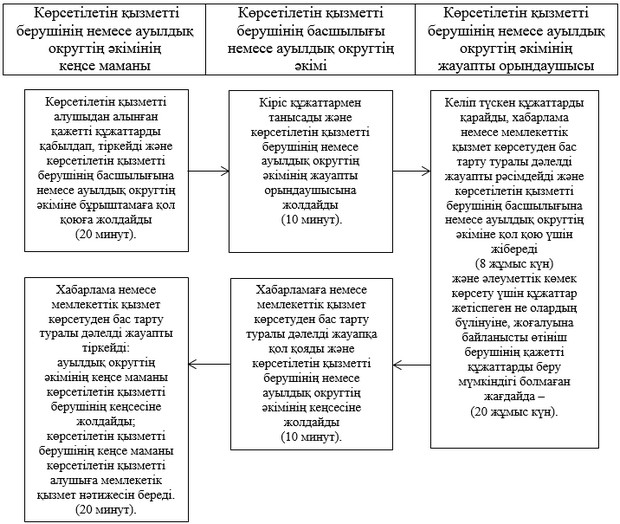 Көрсетілетін қызметті
берушінің немесе ауылдық
округтің әкімінің
кеңсе маманы
Көрсетілетін қызметті
берушінің басшылығы
немесе ауылдық округтің
әкімі
Көрсетілетін қызметті
берушінің немесе ауылдық
округтің әкімінің
жауапты орындаушысы
Көрсетілетін қызметті
алушыдан алынған
қажетті құжаттарды
қабылдап, тіркейді және
көрсетілетін қызметті
берушінің басшылығына
немесе ауылдық округтің
әкіміне бұрыштамаға қол
қоюға жолдайды
(20 минут).
Кіріс құжаттармен
танысады және
көрсетілетін қызметті
берушінің немесе
ауылдық округтің
әкімінің жауапты
орындаушысына
жолдайды
(10 минут).
Келіп түскен құжаттарды
қарайды, хабарлама
немесе мемлекеттік
қызмет көрсетуден бас
тарту туралы дәлелді
жауапты рәсімдейді және
көрсетілетін қызметті
берушінің басшылығына
немесе ауылдық округтің
әкіміне қол қою үшін
жібереді
(8 жұмыс күн)
және әлеуметтік көмек
көрсету үшін құжаттар
жетіспеген не олардың
бүлінуіне, жоғалуына
байланысты өтініш
берушінің қажетті
құжаттарды беру
мүмкіндігі болмаған
жағдайда –
(20 жұмыс күн).
Хабарламаға немесе
мемлекеттік қызмет
көрсетуден бас тарту
туралы дәлелді жауапқа
қол қояды және
көрсетілетін қызметті
берушінің немесе
ауылдық округтің
әкімінің кеңсесіне
жолдайды
(10 минут).
Хабарлама немесе
мемлекеттік қызмет
көрсетуден бас тарту
туралы дәлелді жауапты
тіркейді:
ауылдық округтің
әкімінің кеңсе маманы
көрсетілетін қызметті
берушінің кеңсесіне
жолдайды;
көрсетілетін қызметті
берушінің кеңсе маманы
көрсетілетін қызметті
алушыға мемлекетік
қызмет нәтижесін береді.
(20 минут).